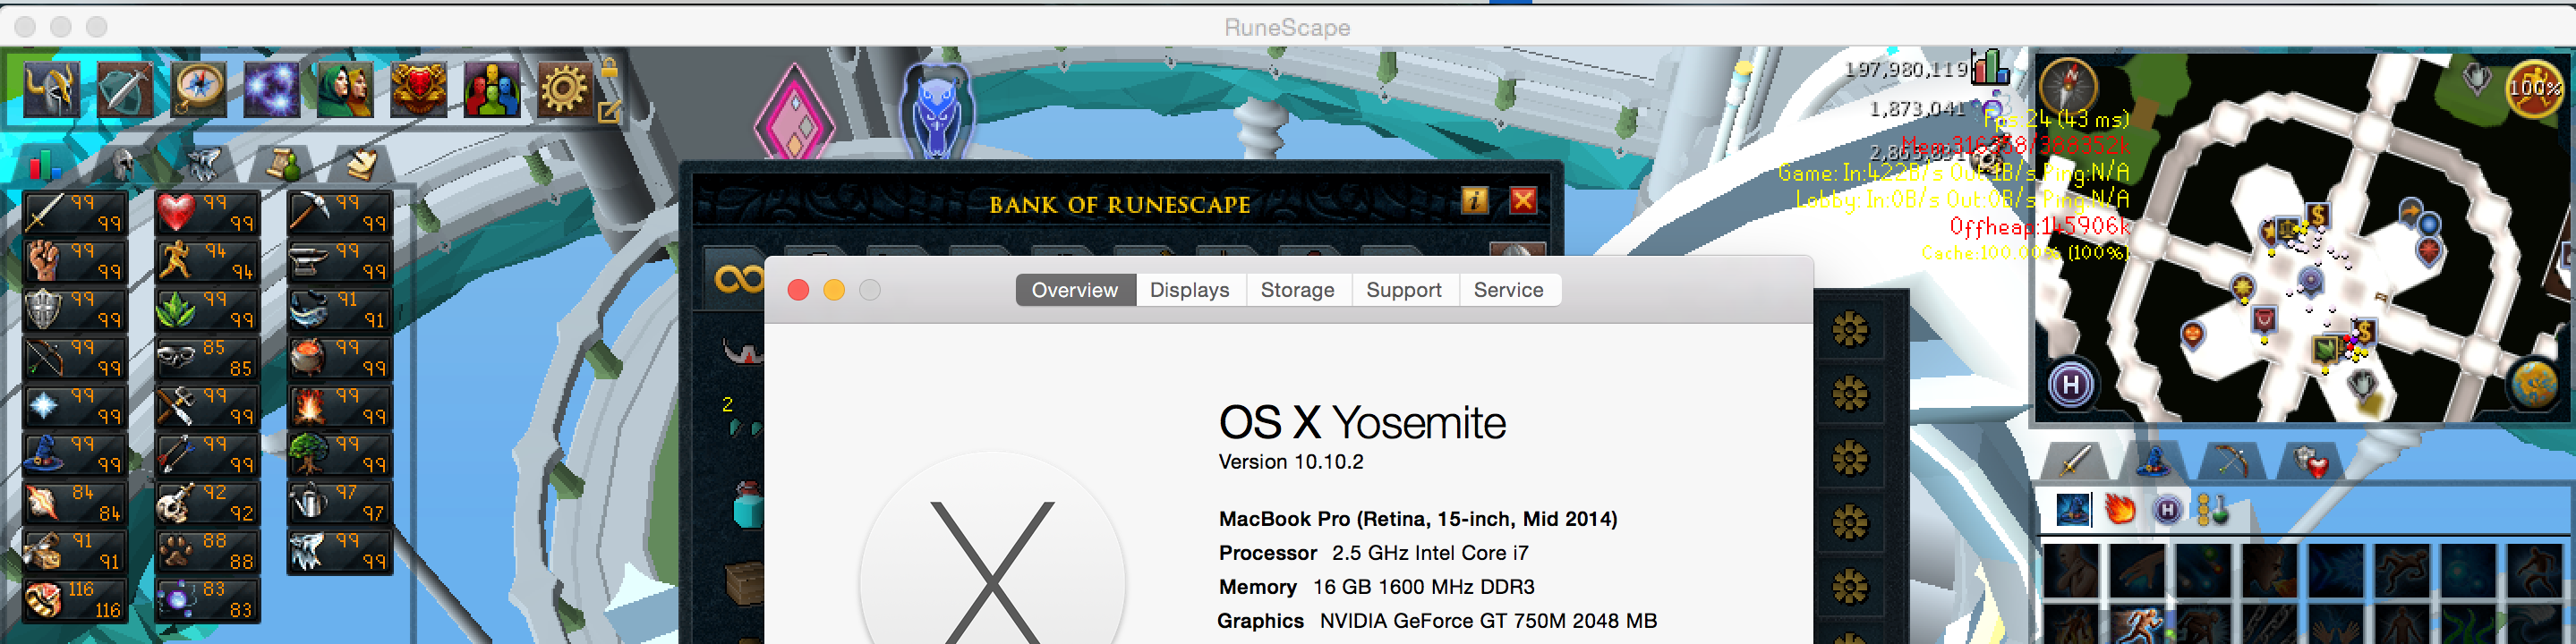 RuneScape
197,980,119
1,873,041
Fps:24 (43 ms)
Mem:316358/388352k
Game: In:422B/s Out:1B/s Ping:N/A
Lobby: In:0B/s Out:0B/s Ping:N/A
Offheap:145906k
Cache:100.00% (100%)
100%
H
BANK OF RUNESCAPE
i
Overview Displays Storage Support Service
99 99 99 99 99 99
99 99 94 94 99 99
99 99 99 99 91 91
99 99 85 85 99 99
99 99 99 99 99 99
99 99 99 99 99 99
84 84 92 92 97 97
91 91 88 88 99 99
116 116 83 83
2
OS X Yosemite
Version 10.10.2
MacBook Pro (Retina, 15-inch, Mid 2014)
Processor 2.5 GHz Intel Core i7
Memory 16 GB 1600 MHz DDR3
Graphics NVIDIA GeForce GT 750M 2048 MB
H